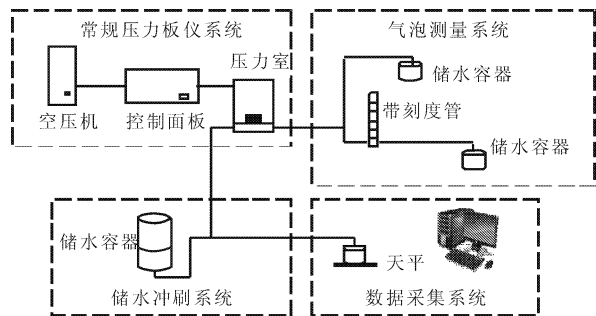 常规压力板仪系统
压力室
空压机
控制面板
气泡测量系统
储水容器
带刻度管
储水容器
储水容器
储水冲刷系统
天平
数据采集系统